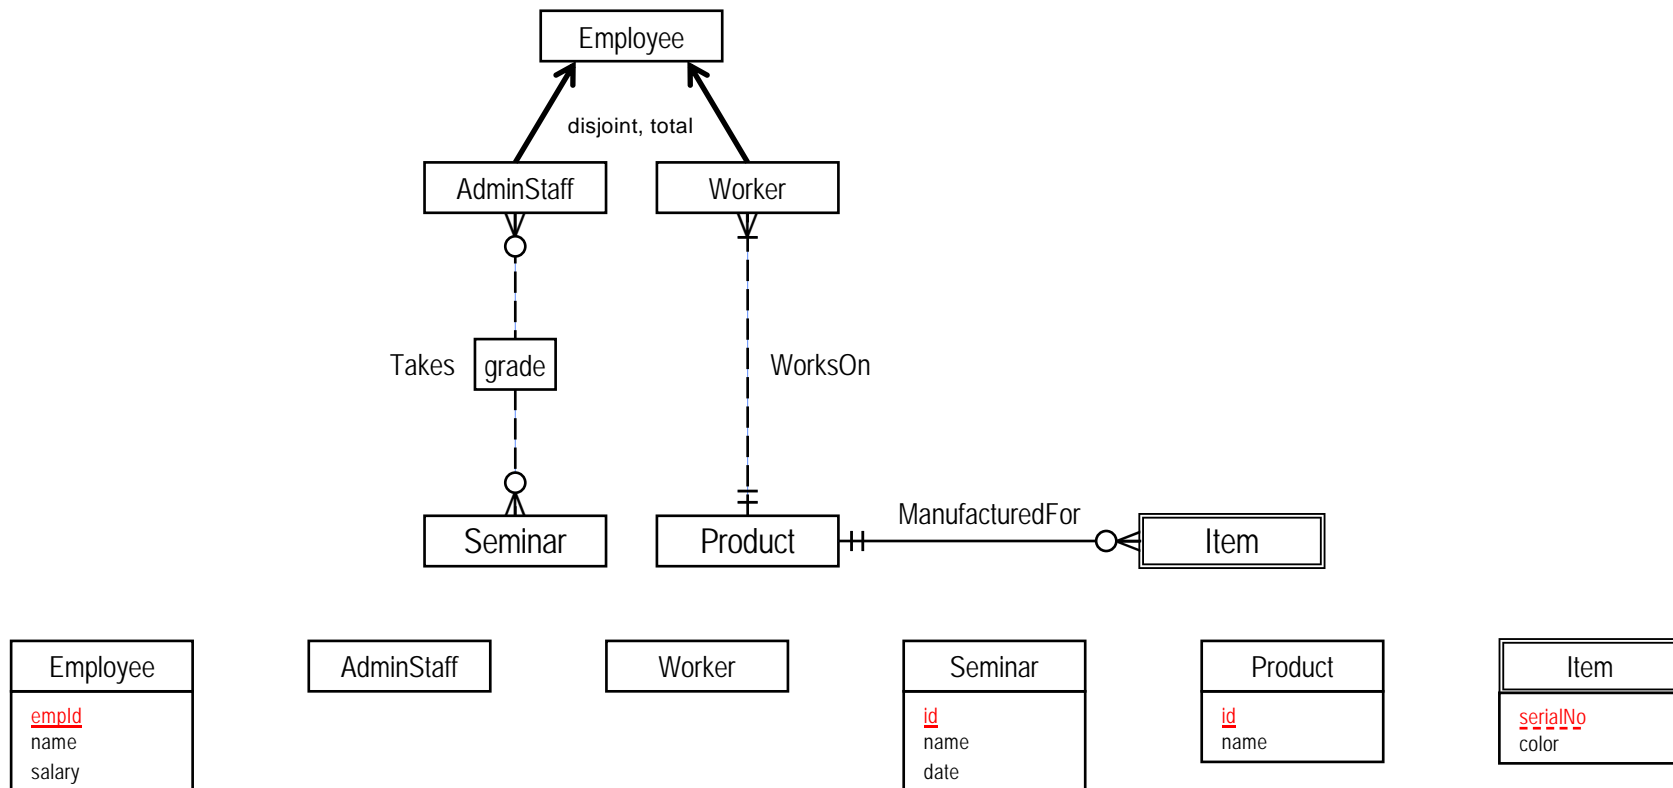 Employee
disjoint, total
AdminStaff
Worker
Takes
grade
WorksOn
ManufacturedFor
Seminar
Product
Item
Employee
empId
name
salary
AdminStaff
Worker
Seminar
id
name
date
Product
id
name
Item
serialNo
color